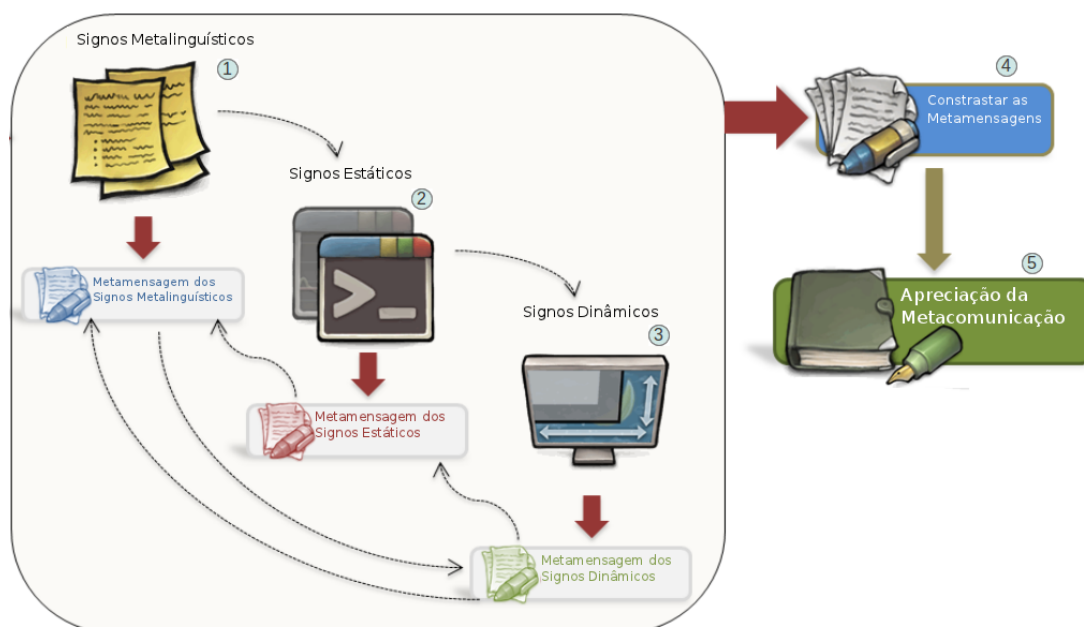 Signos Metalinguísticos
1
Metamensagem dos
Signos Metalinguísticos
Signos Estáticos
2
Metamensagem dos
Signos Estáticos
Signos Dinâmicos
3
Metamensagem dos
Signos Dinâmicos
4
Constrastar as
Metamensagens
5
Apreciação da
Metacomunicação